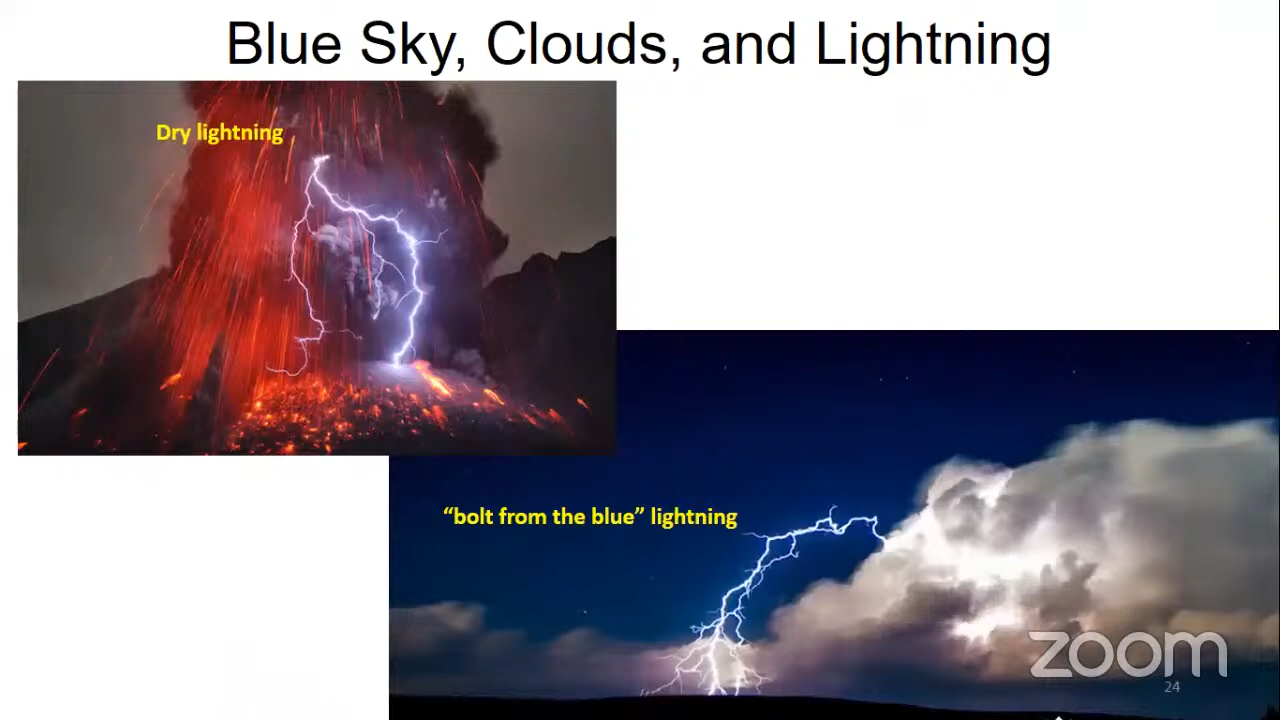 Blue Sky, Clouds, and Lightning
Dry lightning
“bolt from the blue” lightning
zoom
24